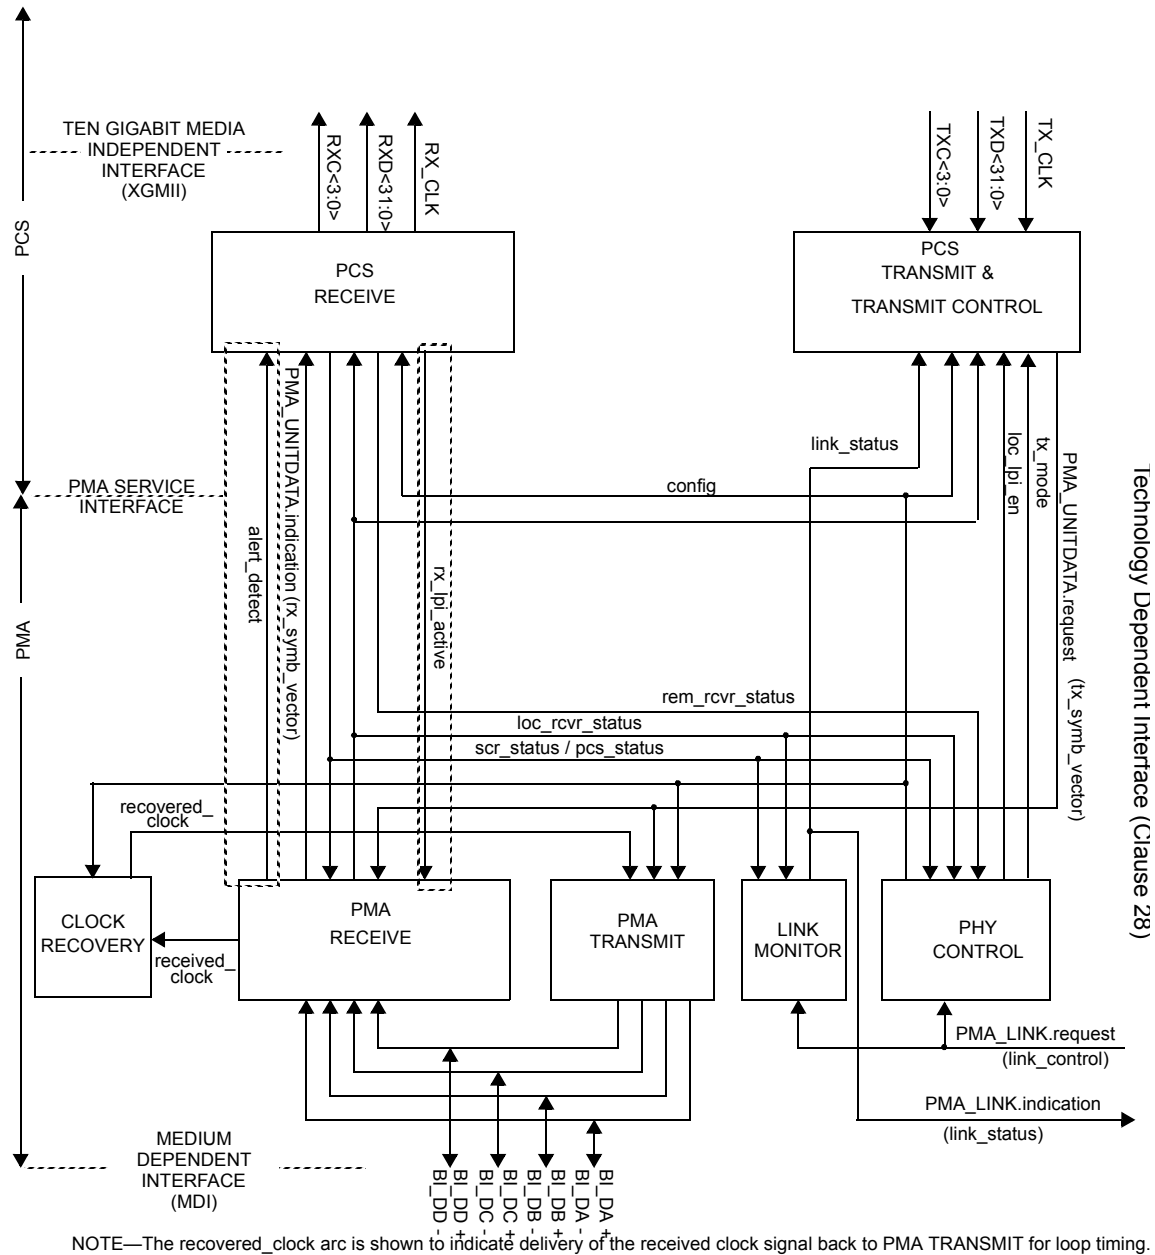 TEN GIGABIT MEDIA
INDEPENDENT
INTERFACE
(XGMII)
RXC<3:0>
RXD<31:0>
RX_CLK
TXC<3:0>
TXD<31:0>
TX_CLK
PCS
PCS
RECEIVE
PCS
TRANSMIT &
TRANSMIT CONTROL
link_status
config
PMA SERVICE
INTERFACE
alert_detect
PMA_UNITDATA.indication (rx_symb_vector)
rx_lpi_active
loc_lpi_en
tx_mode
PMA_UNITDATA.request
(tx_symb_vector)
Technology Dependent Interface (Clause 28)
PMA
rem_rcvr_status
loc_rcvr_status
scr_status / pcs_status
recovered_
clock
CLOCK
RECOVERY
received_
clock
PMA
RECEIVE
PMA
TRANSMIT
LINK
MONITOR
PHY
CONTROL
PMA_LINK.request
(link_control)
PMA_LINK.indication
(link_status)
MEDIUM
DEPENDENT
INTERFACE
(MDI)
BI_DD -
BI_DD +
BI_DC -
BI_DC +
BI_DB -
BI_DB +
BI_DA -
BI_DA +
NOTE—The recovered_clock arc is shown to indicate delivery of the received clock signal back to PMA TRANSMIT for loop timing.